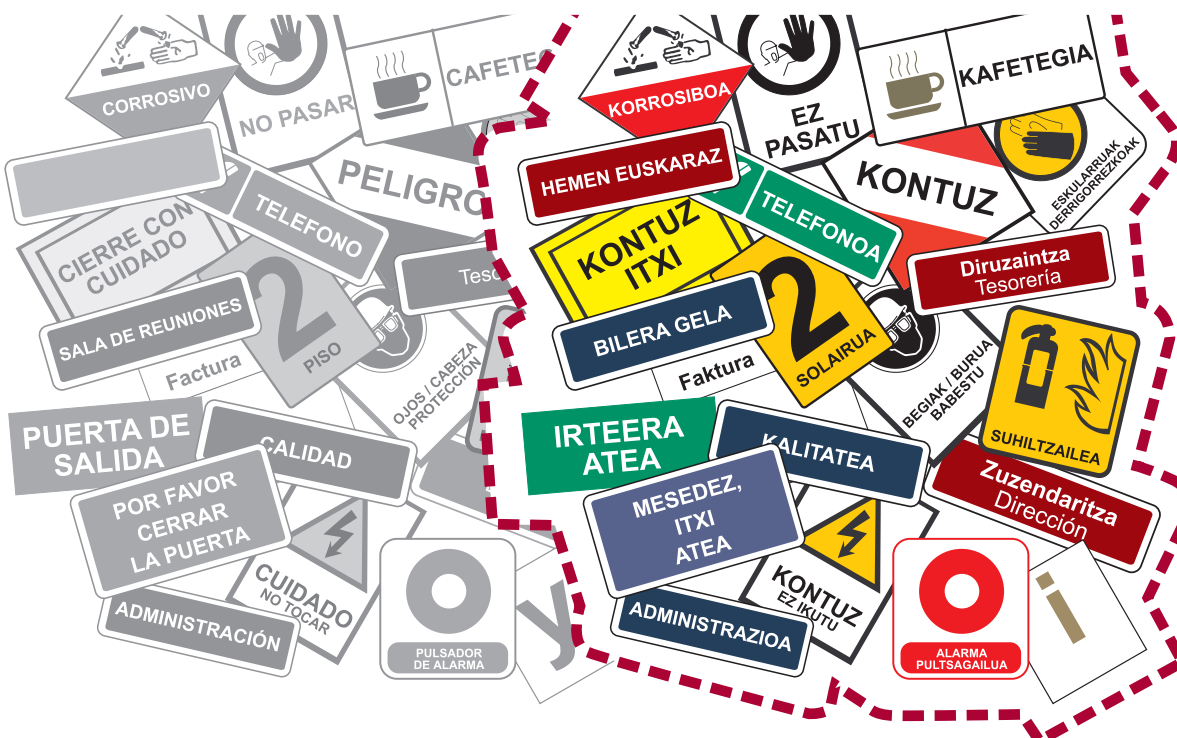 CORROSIVO
NO PASAR
CAFETE
PELIGRO
TELEFONO
CIERRE CON
CUIDADO
SALA DE REUNIONES
Factura
2
PISO
OJOS / CABEZA
PROTECCIÓN
PUERTA DE
SALIDA
CALIDAD
POR FAVOR
CERRAR
LA PUERTA
CUIDADO
NO TOCAR
ADMINISTRACIÓN
PULSADOR
DE ALARMA
y
KORROSIBOA
EZ
PASATU
KAFETEGIA
HEMEN EUSKARAZ
TELEFONOA
KONTUZ
ESKULARRUAK
DERRIGORREZKOAK
KONTUZ
ITXI
Diruzaintza
Tesorería
BILERA GELA
Faktura
2
SOLAIRUA
BEGIAK / BURUA
BABESTU
SUHILTZAILEA
IRTEERA
ATEA
KALITATEA
Zuzendaritza
Dirección
MESEDEZ,
ITXI
ATEA
KONTUZ
EZ IKUTU
ADMINISTRAZIOA
ALARMA
PULTSAGAILUA
i